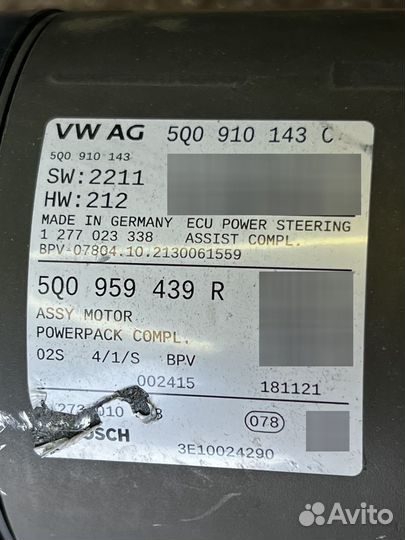 VW AG 5Q0 910 143 C
5Q0 910 143
SW:2211
HW:212
MADE IN GERMANY ECU POWER STEERING
1 277 023 338 ASSIST COMPL.
BPV-07804.10.2130061559
5Q0 959 439 R
ASSY MOTOR
POWERPACK COMPL.
02S 4/1/S BPV
002415 181121
273 010
078
BOSCH
3E10024290
Avito